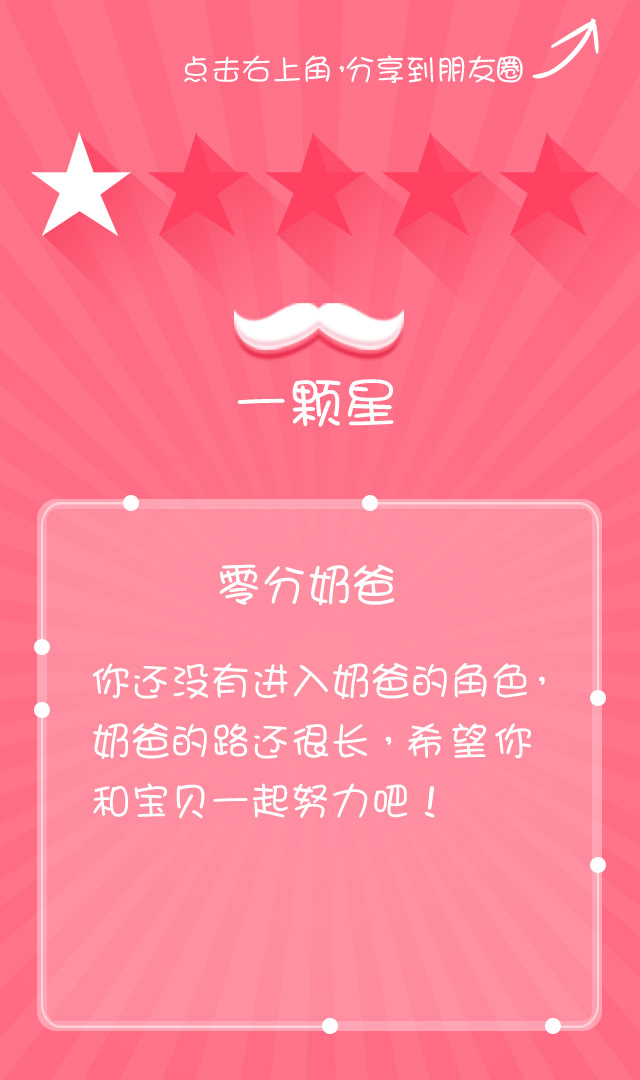 点击右上角,分享到朋友圈
一颗星
零分奶爸
你还没有进入奶爸的角色，
奶爸的路还很长，希望你
和宝贝一起努力吧！